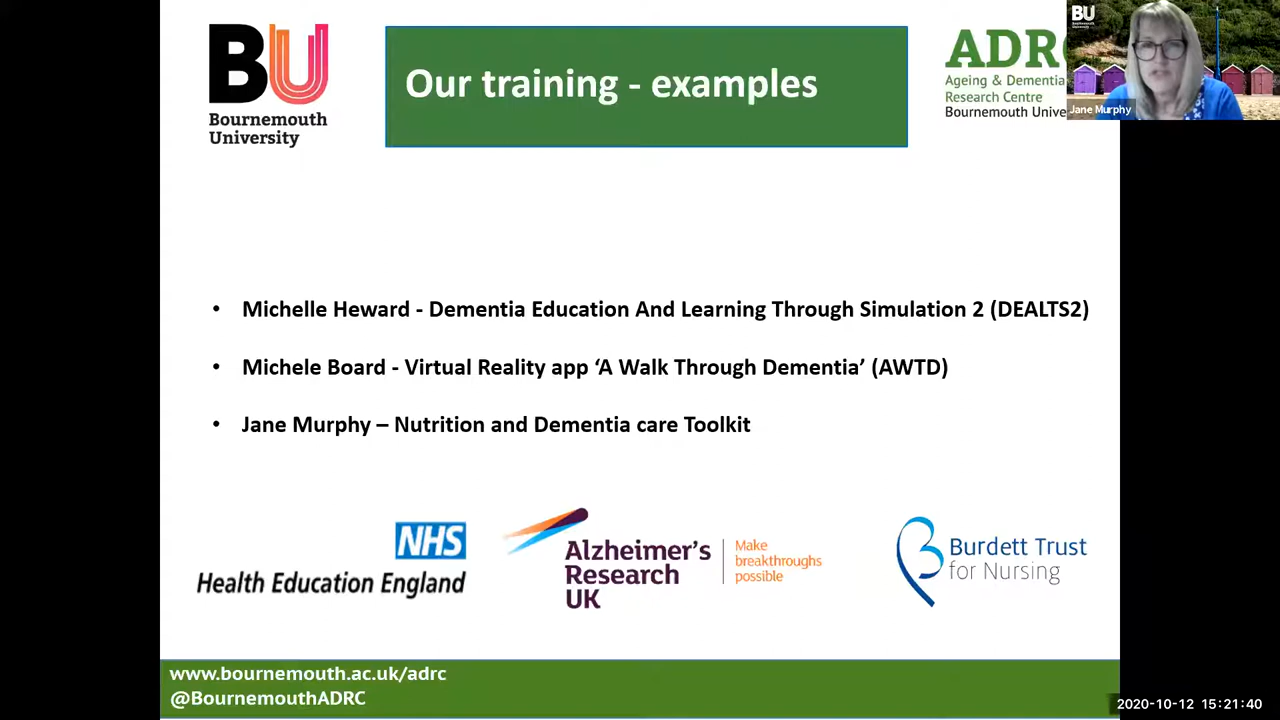 BU
Bournemouth
University
Our training - examples
ADRC
Ageing & Dementia
Research Centre
Bournemouth Unive
BU
Bournemouth
University
Jane Murphy
• Michelle Heward - Dementia Education And Learning Through Simulation 2 (DEALTS2)
• Michele Board - Virtual Reality app ‘A Walk Through Dementia’ (AWTD)
• Jane Murphy – Nutrition and Dementia care Toolkit
NHS
Health Education England
Alzheimer's
Research
UK
Make
breakthroughs
possible
Burdett Trust
for Nursing
www.bournemouth.ac.uk/adrc
@BournemouthADRC
2020-10-12 15:21:40